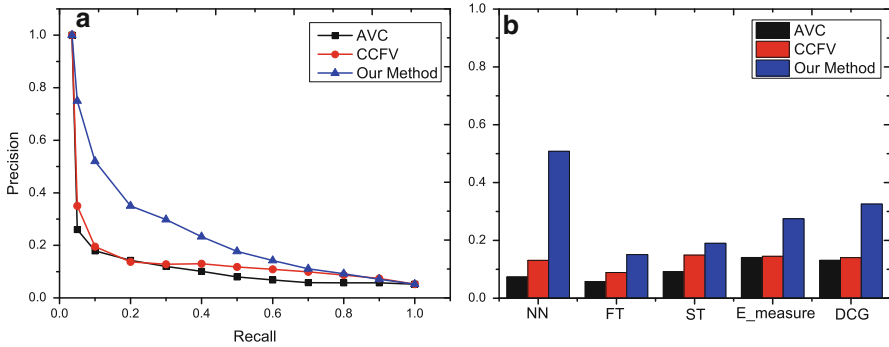 a
AVC
CCFV
Our Method
1.0
0.8
0.6
0.4
0.2
0.0
Precision
0.0
0.2
0.4
0.6
0.8
1.0
Recall
b
AVC
CCFV
Our Method
1.0
0.8
0.6
0.4
0.2
0.0
NN
FT
ST
E_measure
DCG